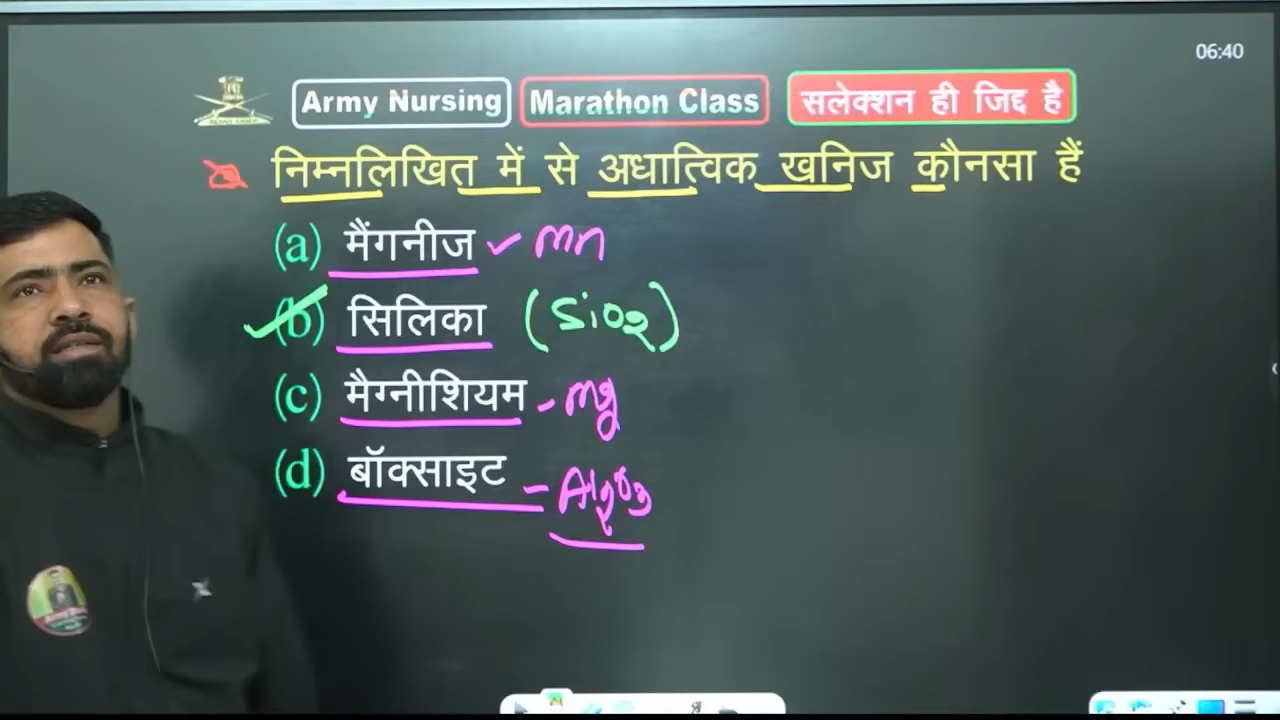 06:40
Army Nursing Marathon Class सलेक्शन ही जिद्द है
निम्नलिखित में से अधात्विक खनिज कौनसा हैं
(a) मैंगनीज ✓ Mn
(b) सिलिका (SiO2)
(c) मैग्नीशियम - Mg
(d) बॉक्साइट - Al2O3